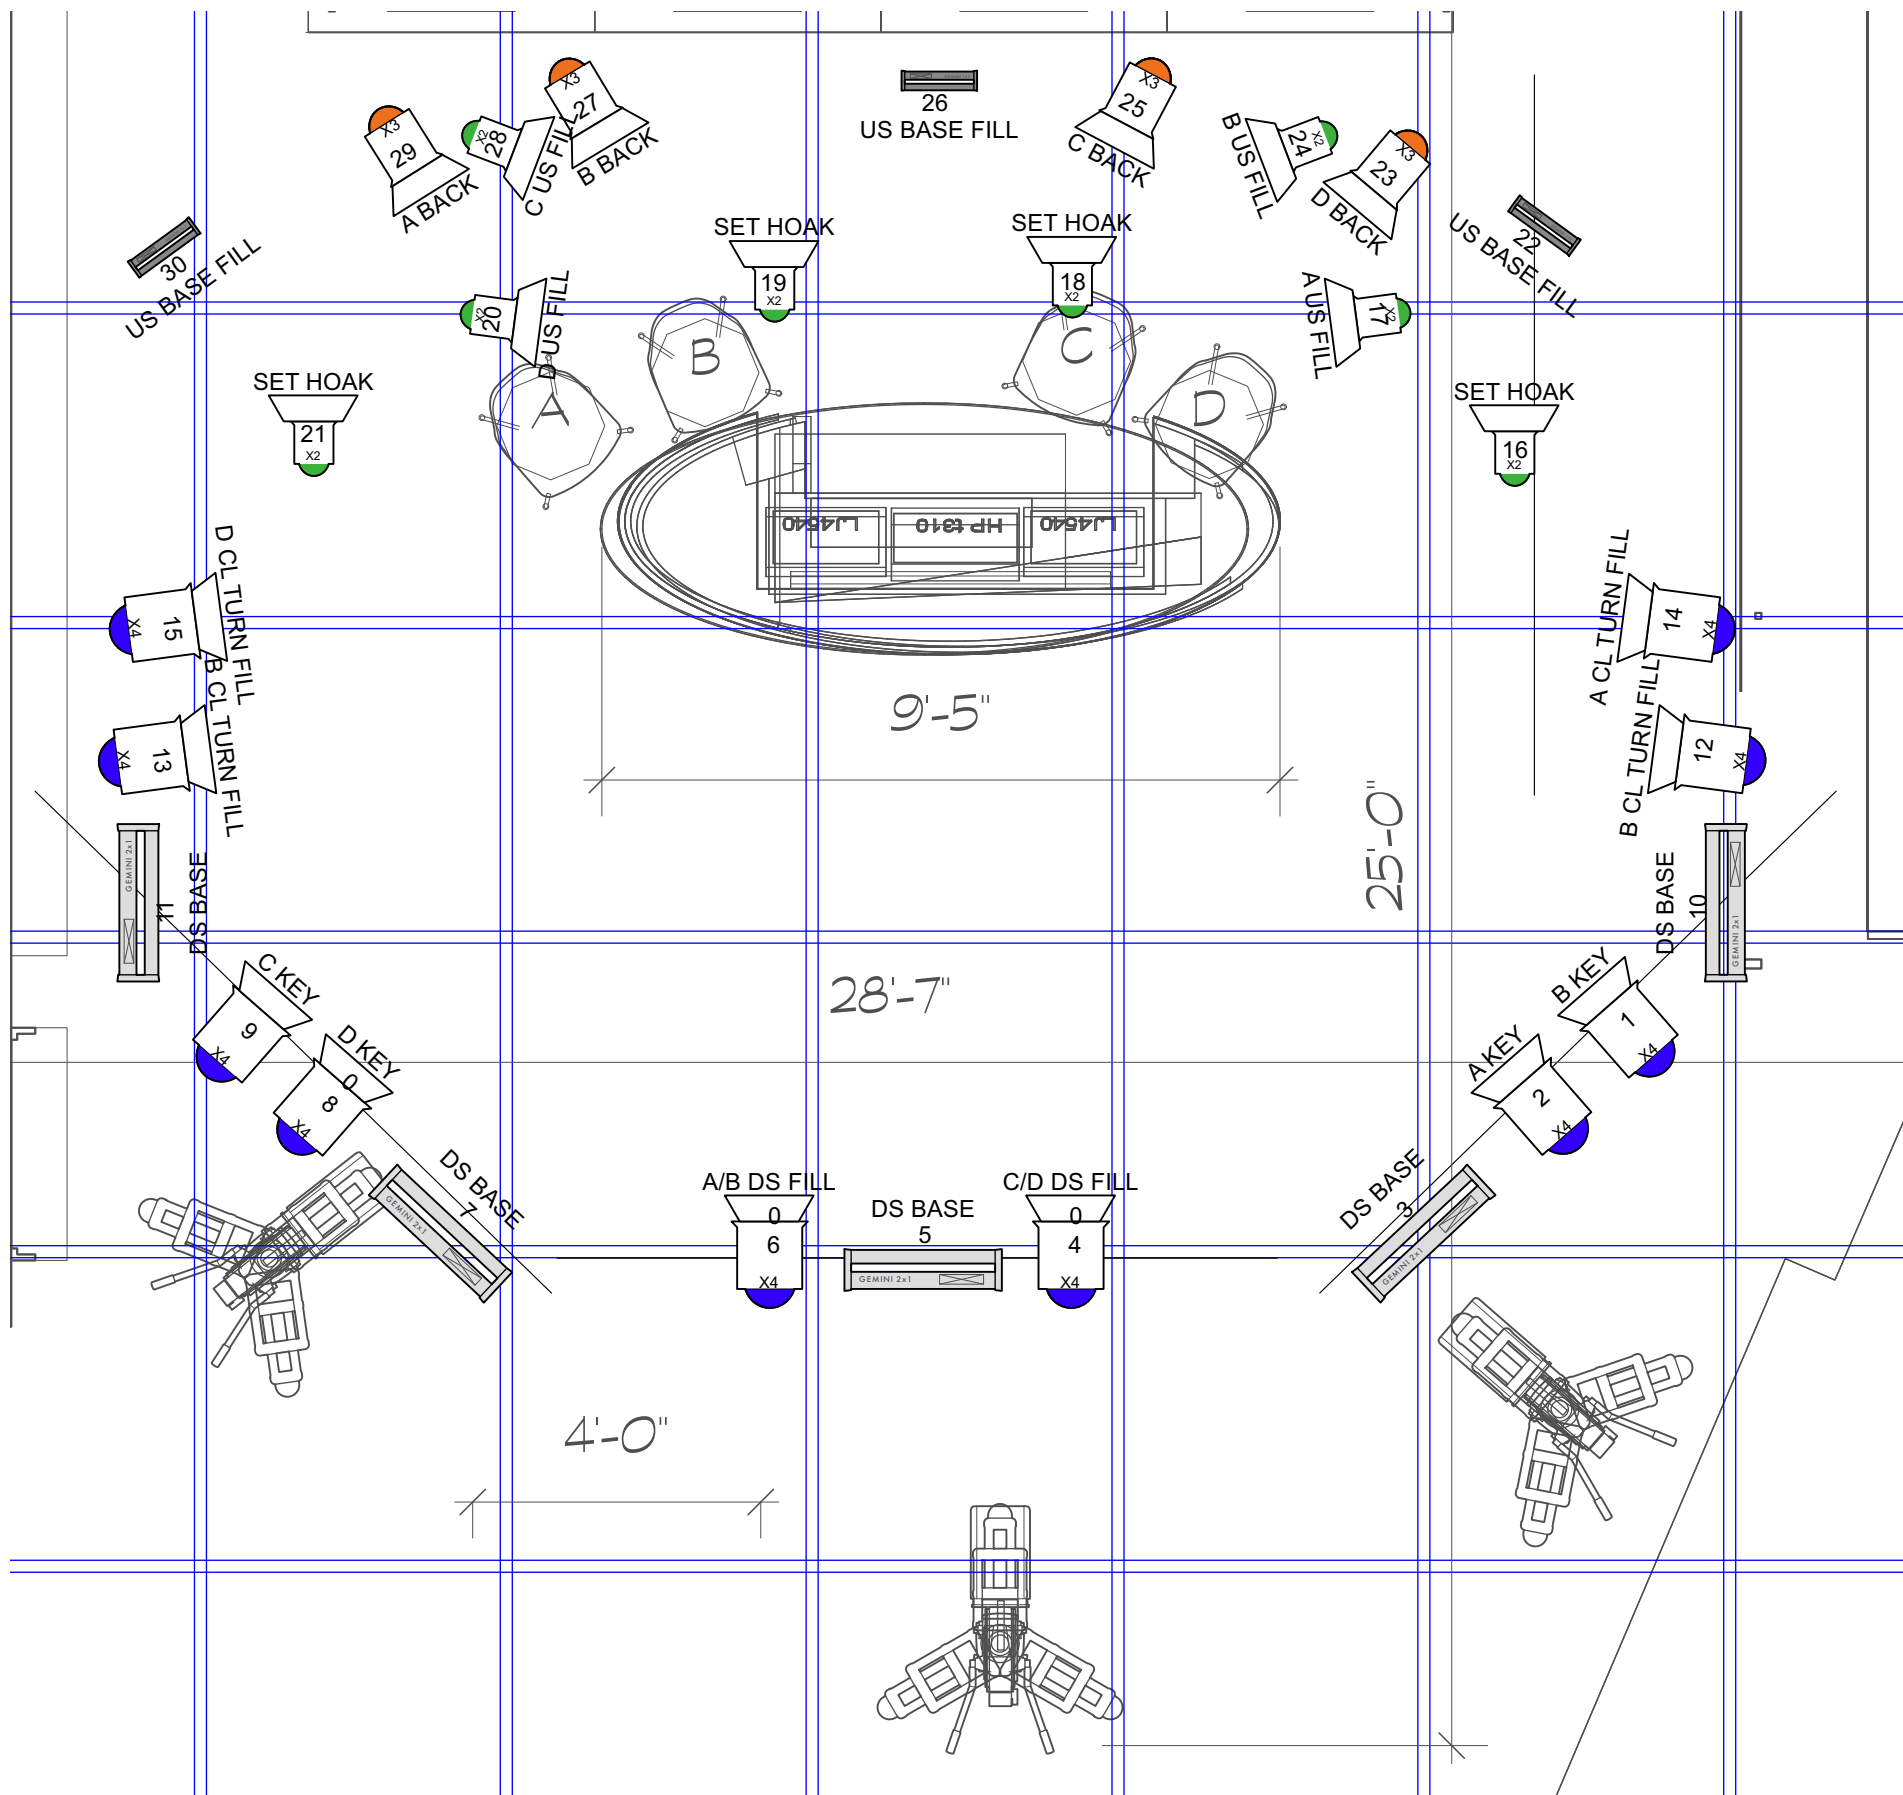 X3
27
B BACK
X3
29
A BACK
X2
28
C US FILL
26
US BASE FILL
X3
25
C BACK
X2
24
B US FILL
X3
23
D BACK
30
US BASE FILL
22
US BASE FILL
SET HOAK
19
X2
SET HOAK
18
X2
X2
20
D US FILL
17
X2
A US FILL
A
B
C
D
SET HOAK
21
X2
SET HOAK
16
X2
LJ4540
HP t310
LJ4540
D CL TURN FILL
15
X4
A CL TURN FILL
14
X4
B CL TURN FILL
13
X4
B CL TURN FILL
12
X4
9'-5"
25'-0"
GEMINI 2x1
11
DS BASE
DS BASE
10
GEMINI 2x1
28'-7"
C KEY
9
X4
D KEY
0
8
X4
B KEY
1
X4
A KEY
2
X4
DS BASE
7
GEMINI 2x1
A/B DS FILL
0
6
X4
DS BASE
5
GEMINI 2x1
C/D DS FILL
0
4
X4
DS BASE
3
GEMINI 2x1
4'-0"